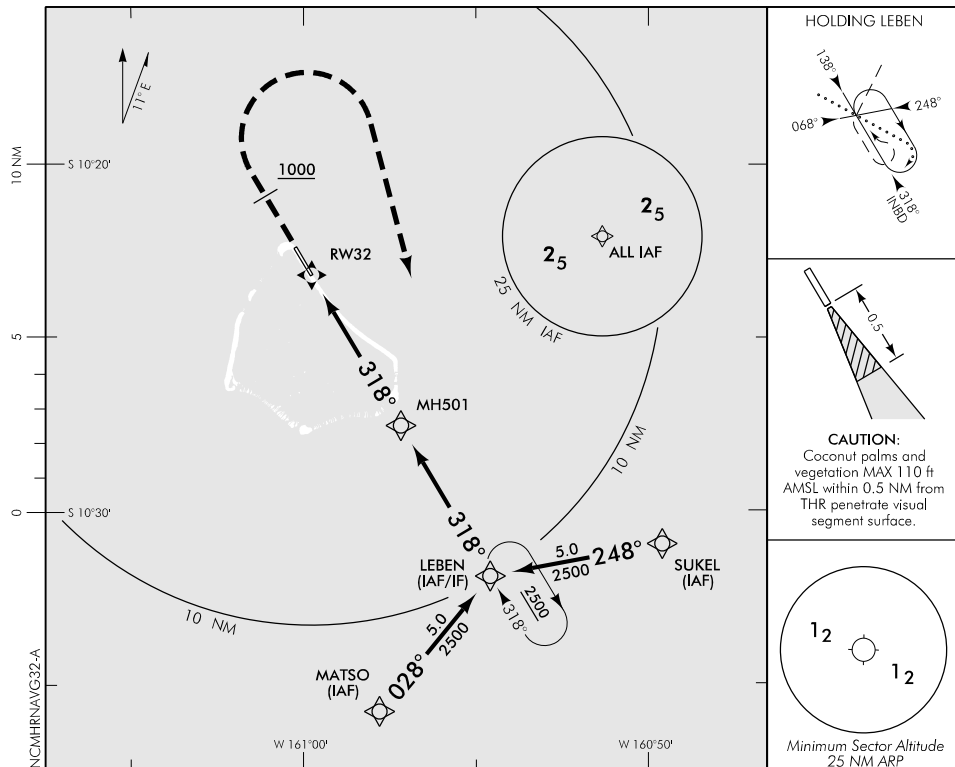 11°E
10 NM
S 10°20'
1000
RW32
2₅
2₅
ALL IAF
25 NM IAF
5
318°
MH501
10 NM
0
S 10°30'
318°
LEBEN
(IAF/IF)
5.0
2500
248°
SUKEL
(IAF)
318°
2500
10 NM
5.0
2500
028°
MATSO
(IAF)
W 161°00'
W 160°50'
NCMHRNAVG32-A
HOLDING LEBEN
138°
248°
068°
318°
INBD
0.5
CAUTION:
Coconut palms and
vegetation MAX 110 ft
AMSL within 0.5 NM from
THR penetrate visual
segment surface.
1₂
1₂
Minimum Sector Altitude
25 NM ARP